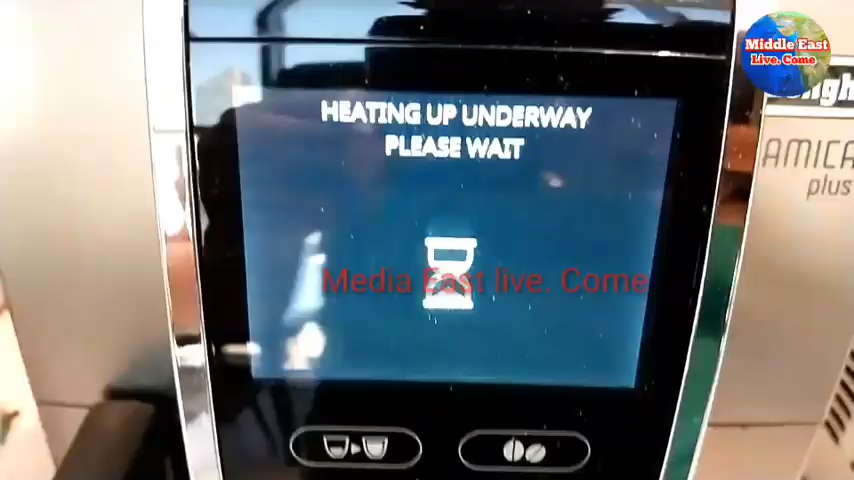 Middle East
Live. Come
HEATING UP UNDERWAY
PLEASE WAIT
AMICA
plus
Media East live. Come